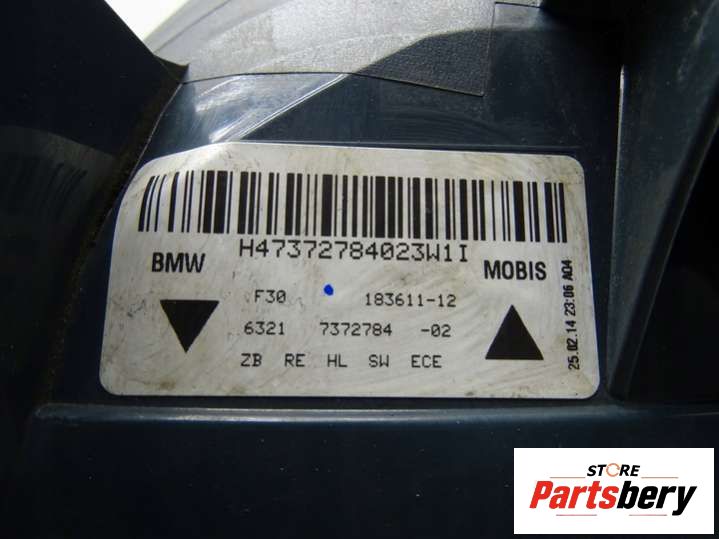 H47372784023W1I
BMW
MOBIS
F30 183611-12
6321 7372784 -02
ZB RE HL SW ECE
25.02.14 23:06 A04
STORE
Partsbery